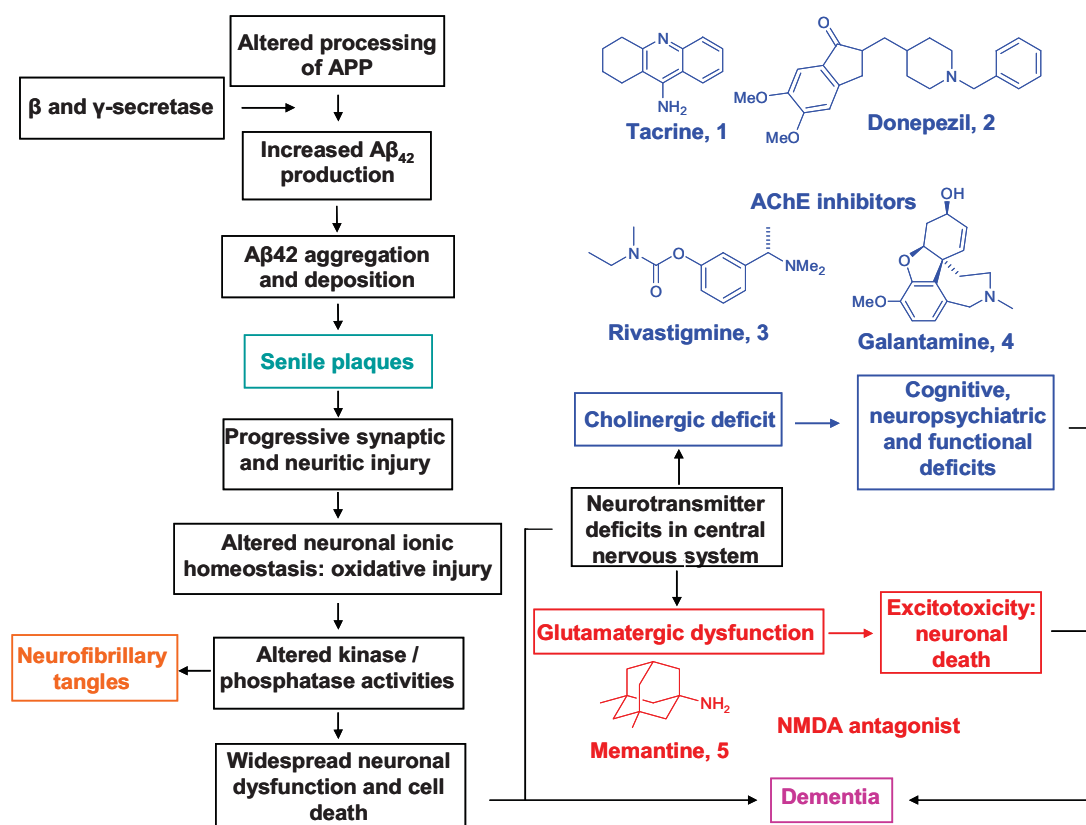 Altered processing
of APP
β and γ-secretase
Increased Aβ42
production
Aβ42 aggregation
and deposition
Senile plaques
Progressive synaptic
and neuritic injury
Altered neuronal ionic
homeostasis: oxidative injury
Neurofibrillary
tangles
Altered kinase /
phosphatase activities
Widespread neuronal
dysfunction and cell
death
N
NH2
Tacrine, 1
O
N
MeO
MeO
Donepezil, 2
AChE inhibitors
N
O
O
NMe2
Rivastigmine, 3
OH
O
MeO
N
Galantamine, 4
Cholinergic deficit
Cognitive,
neuropsychiatric
and functional
deficits
Neurotransmitter
deficits in central
nervous system
Glutamatergic dysfunction
Excitotoxicity:
neuronal
death
NH2
Memantine, 5
NMDA antagonist
Dementia